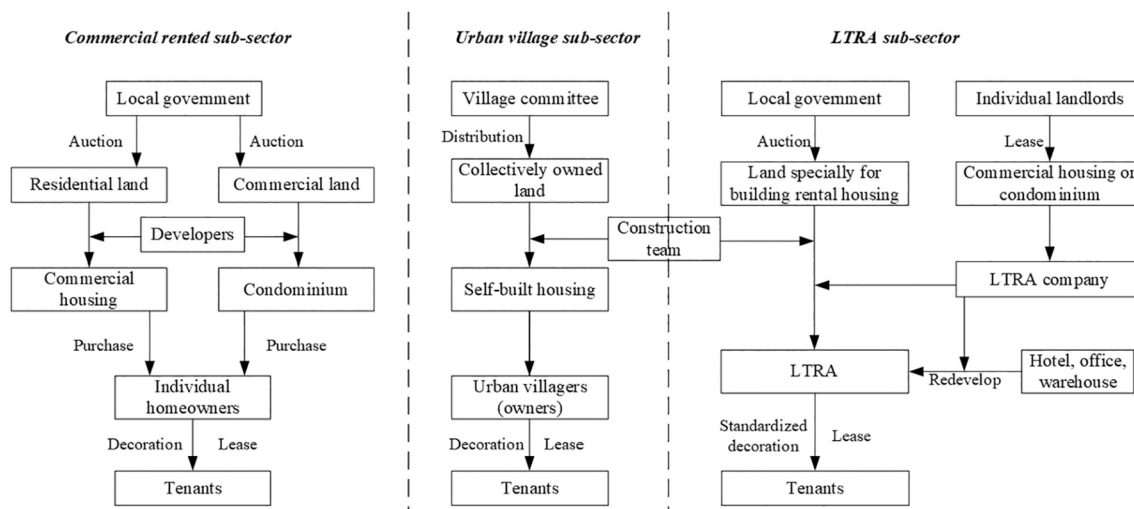 Commercial rented sub-sector
Local government
Auction
Auction
Residential land
Commercial land
Developers
Commercial
housing
Condominium
Purchase
Purchase
Individual
homeowners
Decoration
Lease
Tenants
Urban village sub-sector
Village committee
Distribution
Collectively owned
land
Construction
team
Self-built housing
Urban villagers
(owners)
Decoration
Lease
Tenants
LTRA sub-sector
Local government
Individual landlords
Auction
Lease
Land specially for
building rental housing
Commercial housing or
condominium
LTRA company
LTRA
Redevelop
Hotel, office,
warehouse
Standardized
decoration
Lease
Tenants